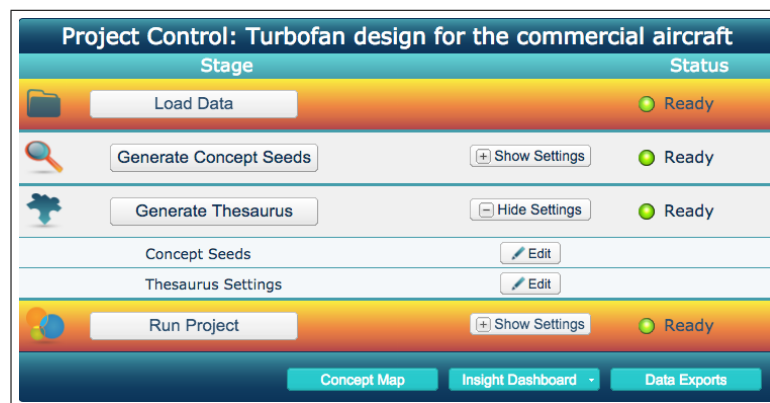 Project Control: Turbofan design for the commercial aircraft
Stage Status
Load Data Ready
Generate Concept Seeds Show Settings Ready
Generate Thesaurus Hide Settings Ready
Concept Seeds Edit
Thesaurus Settings Edit
Run Project Show Settings Ready
Concept Map Insight Dashboard Data Exports